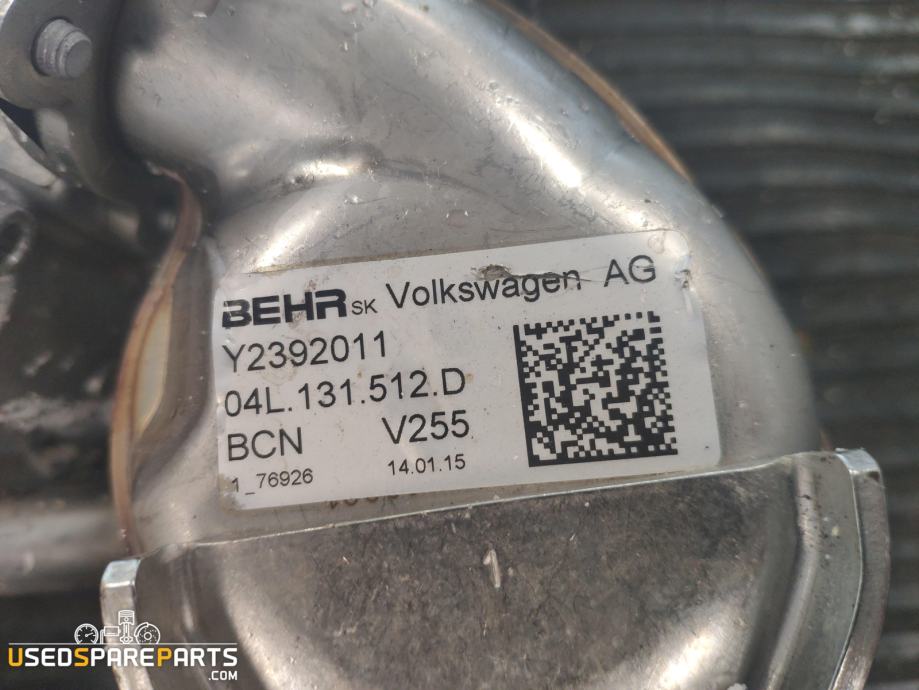 BEHR SK Volkswagen AG
Y2392011
04L.131.512.D
BCN V255
1_76926 14.01.15
USEDSPAREPARTS
.COM